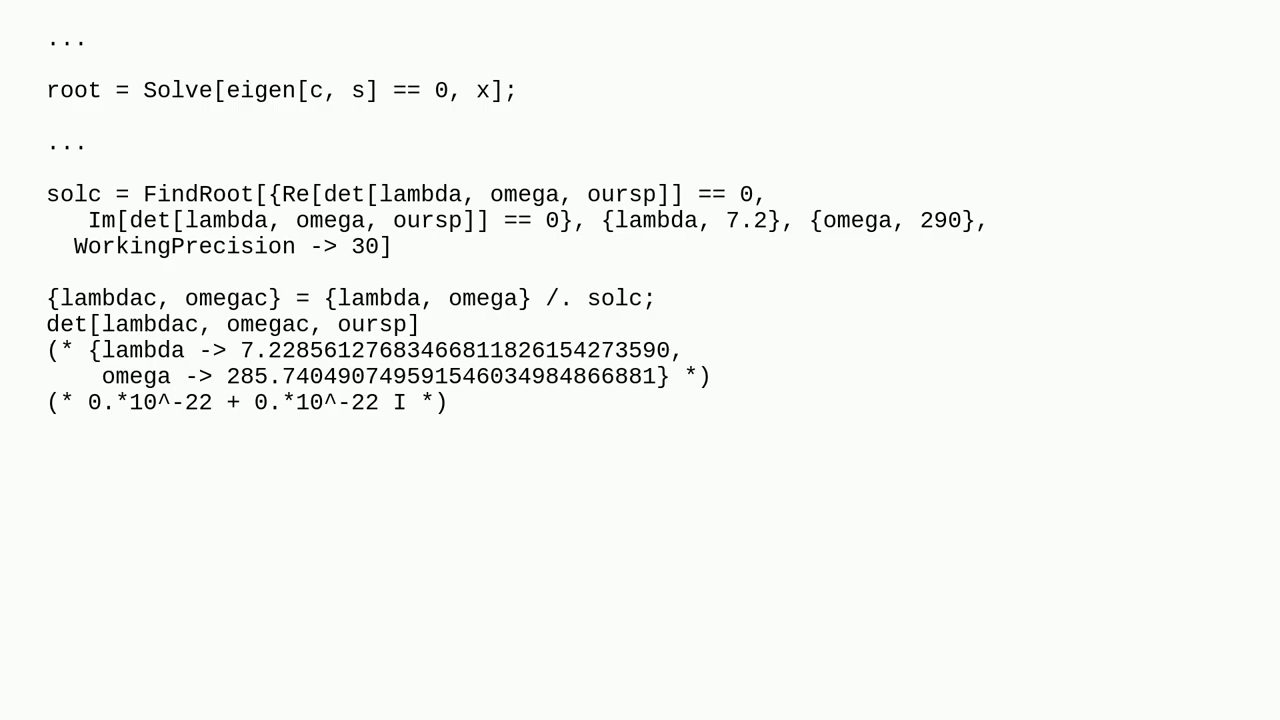 ...
root = Solve[eigen[c, s] == 0, x];
...
solc = FindRoot[{Re[det[lambda, omega, oursp]] == 0,
Im[det[lambda, omega, oursp]] == 0}, {lambda, 7.2}, {omega, 290},
WorkingPrecision -> 30]
{lambdac, omegac} = {lambda, omega} /. solc;
det[lambdac, omegac, oursp]
(* {lambda -> 7.22856127683466811826154273590,
omega -> 285.740490749591546034984866881} *)
(* 0.*10^-22 + 0.*10^-22 I *)